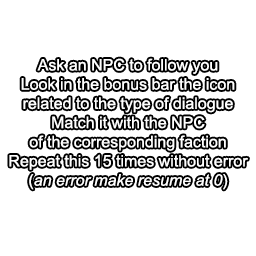 Ask an NPC to follow you
Look in the bonus bar the icon
related to the type of dialogue
Match it with the NPC
of the corresponding faction
Repeat this 15 times without error
(an error make resume at 0)